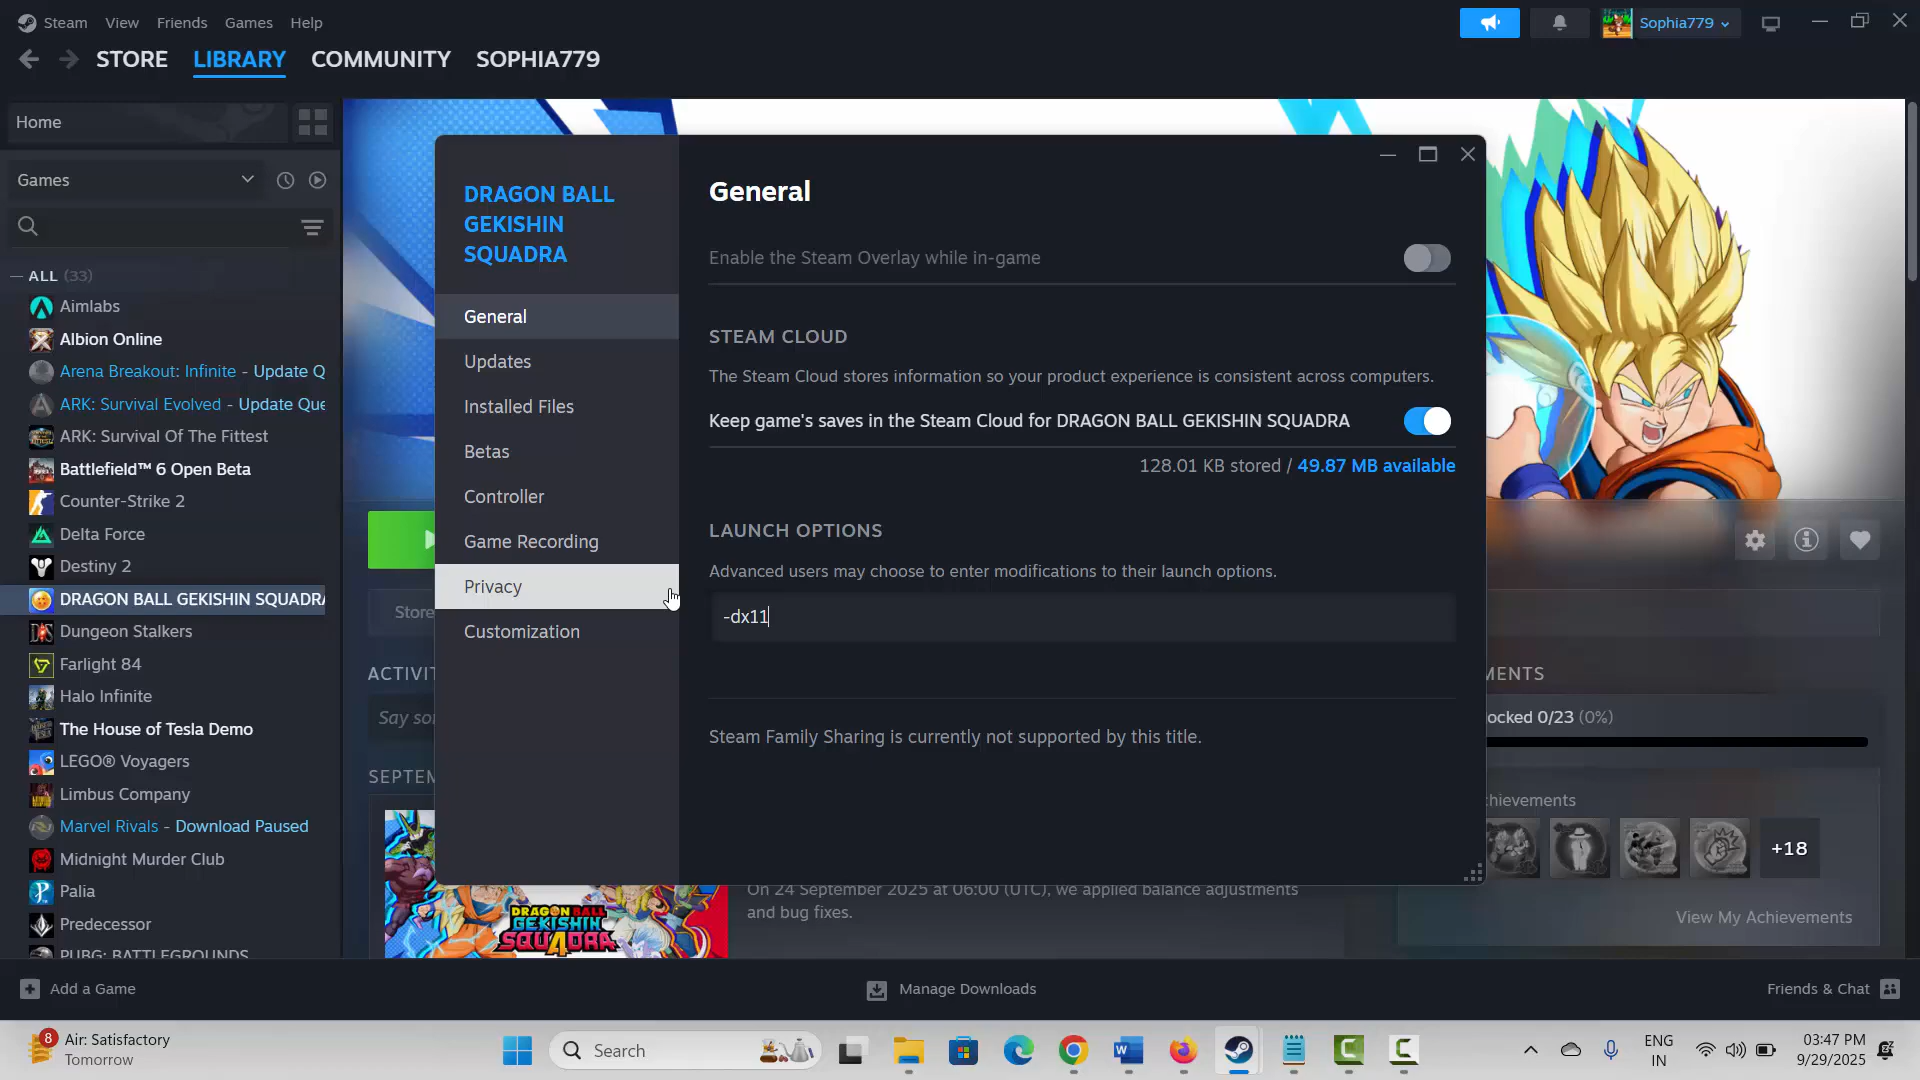 Steam View Friends Games Help
Sophia779
STORE LIBRARY COMMUNITY SOPHIA779
Home
Games
ALL (33)
Aimlabs
Albion Online
Arena Breakout: Infinite - Update Q
ARK: Survival Evolved - Update Que
ARK: Survival Of The Fittest
Battlefield™ 6 Open Beta
Counter-Strike 2
Delta Force
Destiny 2
DRAGON BALL GEKISHIN SQUADRA
Dungeon Stalkers
Farlight 84
Halo Infinite
The House of Tesla Demo
LEGO® Voyagers
Limbus Company
Marvel Rivals - Download Paused
Midnight Murder Club
Palia
Predecessor
PUBG: BATTLEGROUNDS
DRAGON BALL
GEKISHIN
SQUADRA
General
Updates
Installed Files
Betas
Controller
Game Recording
Privacy
Customization
General
Enable the Steam Overlay while in-game
STEAM CLOUD
The Steam Cloud stores information so your product experience is consistent across computers.
Keep game's saves in the Steam Cloud for DRAGON BALL GEKISHIN SQUADRA
128.01 KB stored / 49.87 MB available
LAUNCH OPTIONS
Advanced users may choose to enter modifications to their launch options.
-dx11
Steam Family Sharing is currently not supported by this title.
Store
ACTIVIT
Say so
SEPTEM
DRAGON BALL
GEKISHIN
SQUADRA
On 24 September 2025 at 06:00 (UTC), we applied balance adjustments
and bug fixes.
MENTS
ocked 0/23 (0%)
chievements
+18
View My Achievements
Add a Game
Manage Downloads
Friends & Chat
8
Air: Satisfactory
Tomorrow
Search
ENG
IN
03:47 PM
9/29/2025